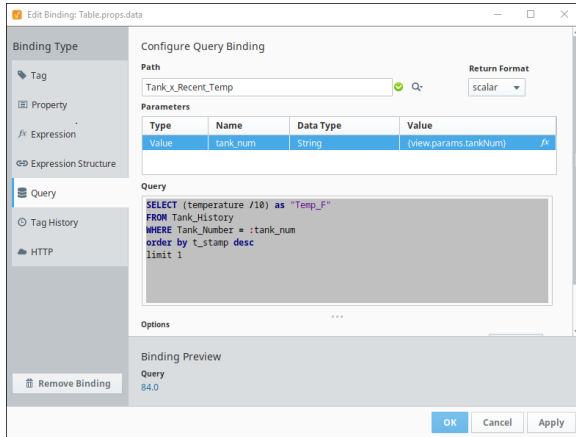 Edit Binding: Table.props.data
Binding Type
Tag
Property
fx Expression
Expression Structure
Query
Tag History
HTTP
Remove Binding
Configure Query Binding
Path
Return Format
Tank_x_Recent_Temp
scalar
Parameters
Type Name Data Type Value
Value tank_num String {view.params.tankNum} fx
Query
SELECT (temperature /10) as "Temp_F"
FROM Tank_History
WHERE Tank_Number = :tank_num
order by t_stamp desc
limit 1
Options
Binding Preview
Query
84.0
OK Cancel Apply